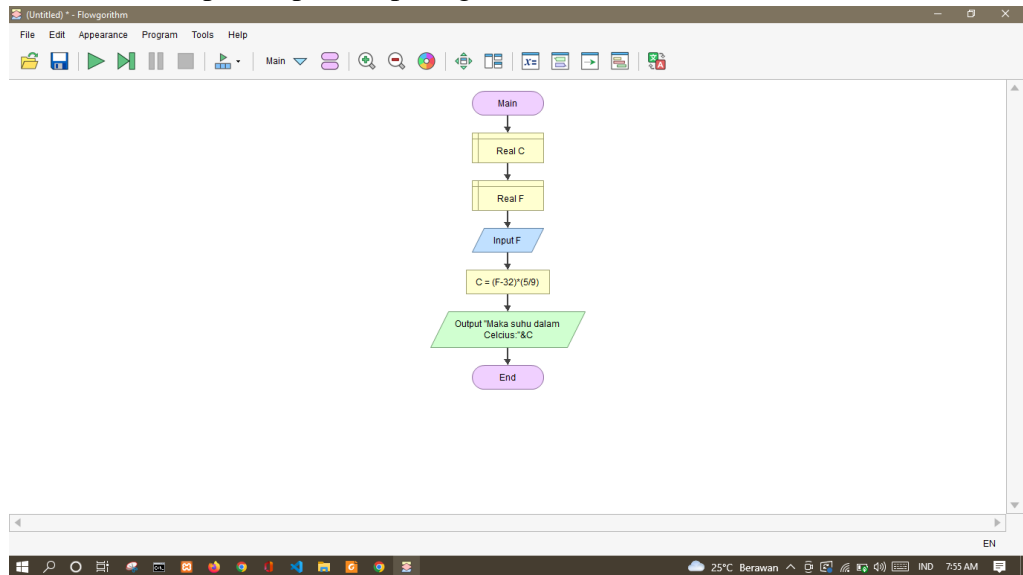 (Untitled) * - Flowgorithm
File Edit Appearance Program Tools Help
Main
x=
Main
Real C
Real F
Input F
C = (F-32)*(5/9)
Output "Maka suhu dalam
Celcius:"&C
End
EN
25°C Berawan IND 7:55 AM